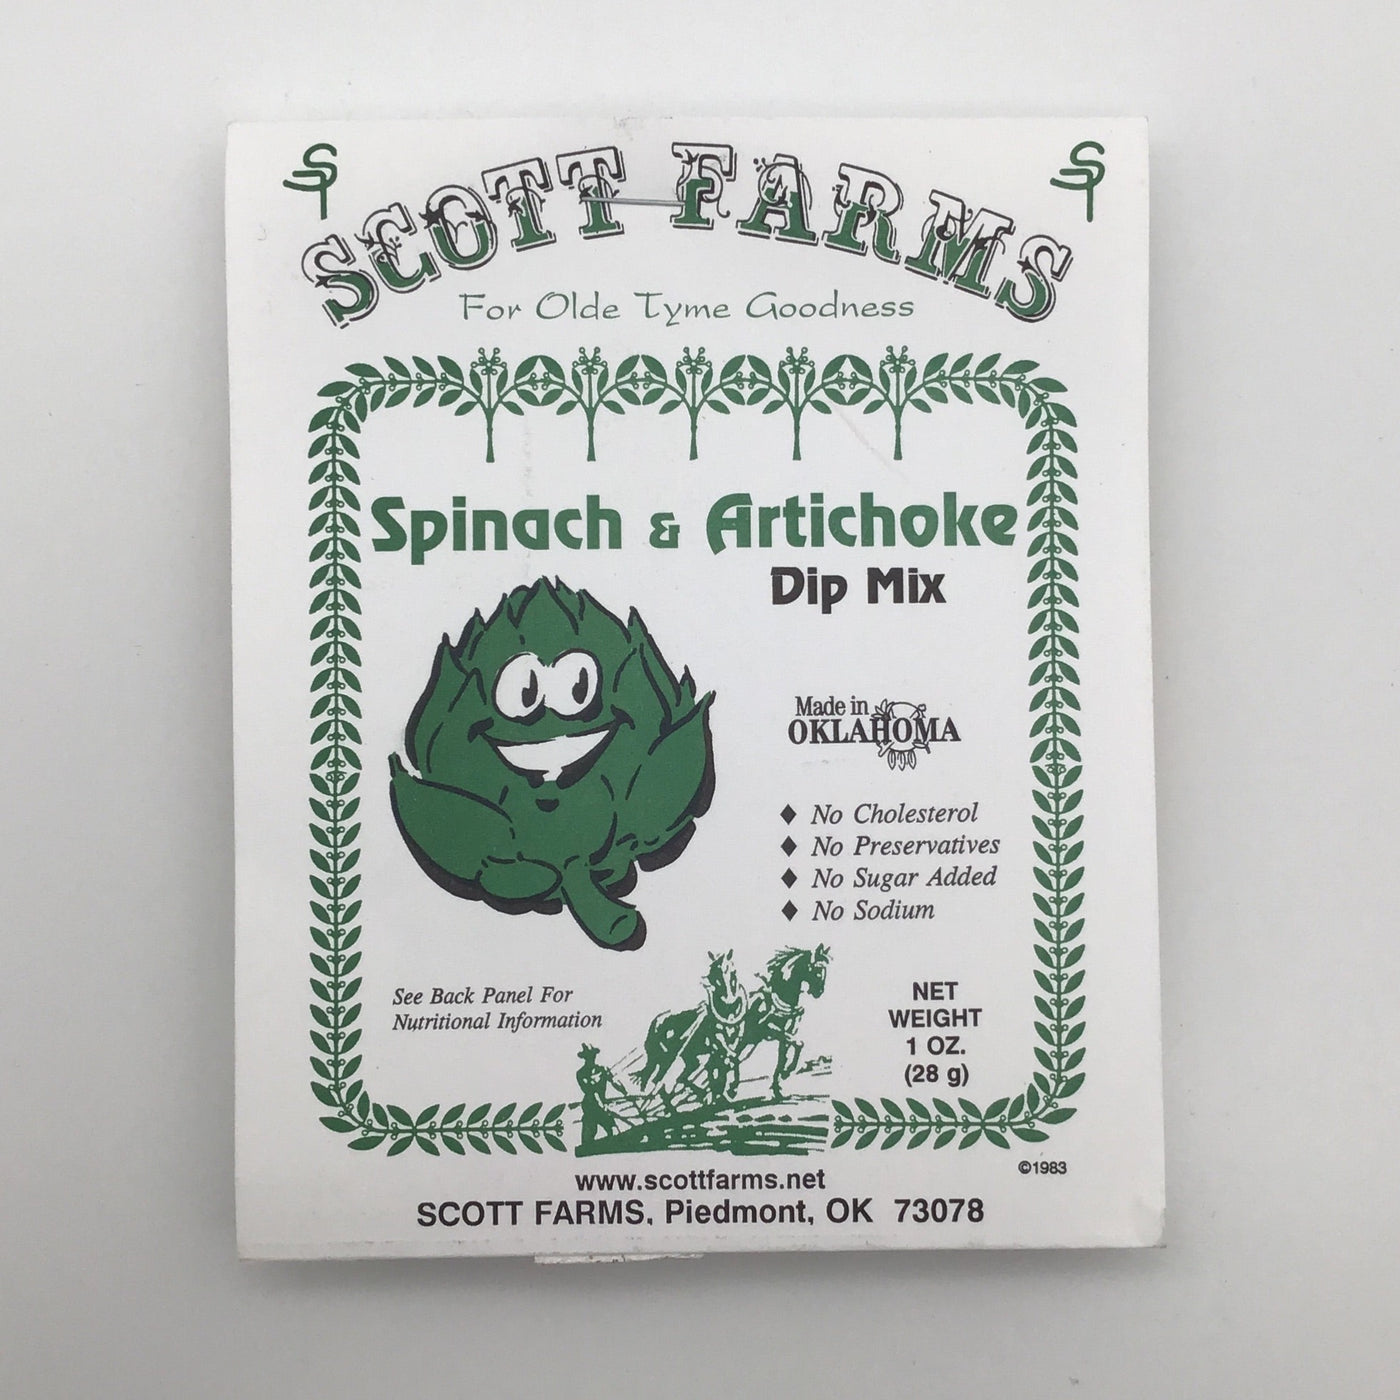 SCOTT FARMS
For Olde Tyme Goodness
Spinach & Artichoke
Dip Mix
Made in
OKLAHOMA
♦ No Cholesterol
♦ No Preservatives
♦ No Sugar Added
♦ No Sodium
See Back Panel For
Nutritional Information
NET
WEIGHT
1 OZ.
(28 g)
©1983
www.scottfarms.net
SCOTT FARMS, Piedmont, OK 73078